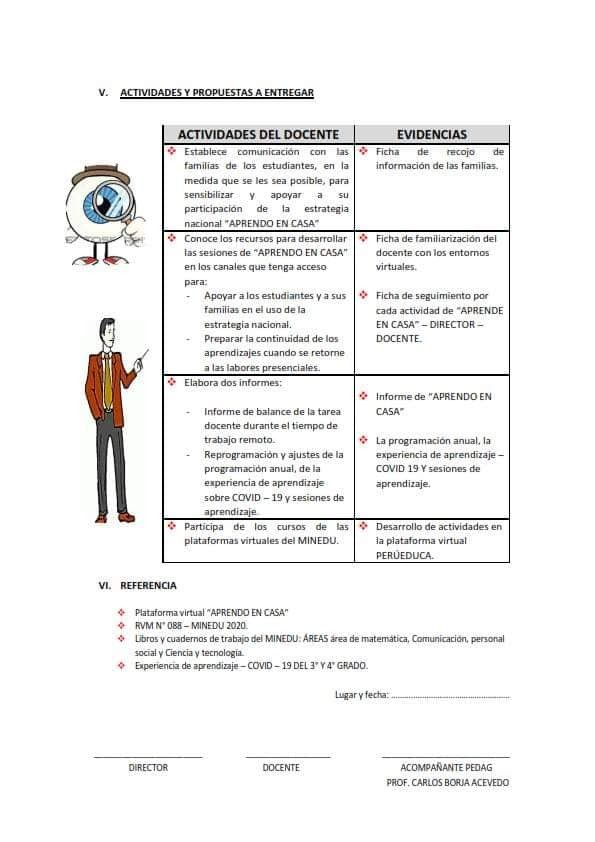 V. ACTIVIDADES Y PROPUESTAS A ENTREGAR
ACTIVIDADES DEL DOCENTE
Establece comunicación con las
familias de los estudiantes, en la
medida que se les sea posible, para
sensibilizar y apoyar a su
participación de la estrategia
nacional “APRENDO EN CASA”
EVIDENCIAS
Ficha de recojo de
información de las familias.
Conoce los recursos para desarrollar
las sesiones de “APRENDO EN CASA”
en los canales que tenga acceso
para:
- Apoyar a los estudiantes y a sus
familias en el uso de la
estrategia nacional.
- Preparar la continuidad de los
aprendizajes cuando se retorne
a las labores presenciales.
Ficha de familiarización del
docente con los entornos
virtuales.
Ficha de seguimiento por
cada actividad de “APRENDE
EN CASA” – DIRECTOR –
DOCENTE.
Elabora dos informes:
- Informe de balance de la tarea
docente durante el tiempo de
trabajo remoto.
- Reprogramación y ajustes de la
programación anual, de la
experiencia de aprendizaje
sobre COVID – 19 y sesiones de
aprendizaje.
Informe de “APRENDO EN
CASA”
La programación anual, la
experiencia de aprendizaje –
COVID 19 Y sesiones de
aprendizaje.
Participa de los cursos de las
plataformas virtuales del MINEDU.
Desarrollo de actividades en
la plataforma virtual
PERÚEDUCA.
VI. REFERENCIA
Plataforma virtual “APRENDO EN CASA”
RVM N° 088 – MINEDU 2020.
Libros y cuadernos de trabajo del MINEDU: ÁREAS área de matemática, Comunicación, personal
social y Ciencia y tecnología.
Experiencia de aprendizaje – COVID – 19 DEL 3° Y 4° GRADO.
Lugar y fecha: ......................................................
DIRECTOR DOCENTE ACOMPAÑANTE PEDAG
PROF. CARLOS BORJA ACEVEDO